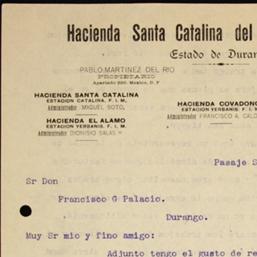 Hacienda Santa Catalina del
Estado de Duran
PABLO MARTINEZ DEL RIO
PROPIETARIO
Apartado 290. Mexico, D. F
HACIENDA SANTA CATALINA
ESTACION CATALINA, F. I. M,
Administrador MIGUEL SOTO,
HACIENDA EL ALAMO
ESTACION YERBANIS, F. I. M,
Administrador DIONISIO SALAS H
HACIENDA COVADONG
ESTACION YERBANIS, F. I.
Administrador FRANCISCO A, CALD
Pasaje S
Sr Don
Francisco G Palacio.
Durango.
Muy Sr mio y fino amigo:
Adjunto tengo el gusto de re